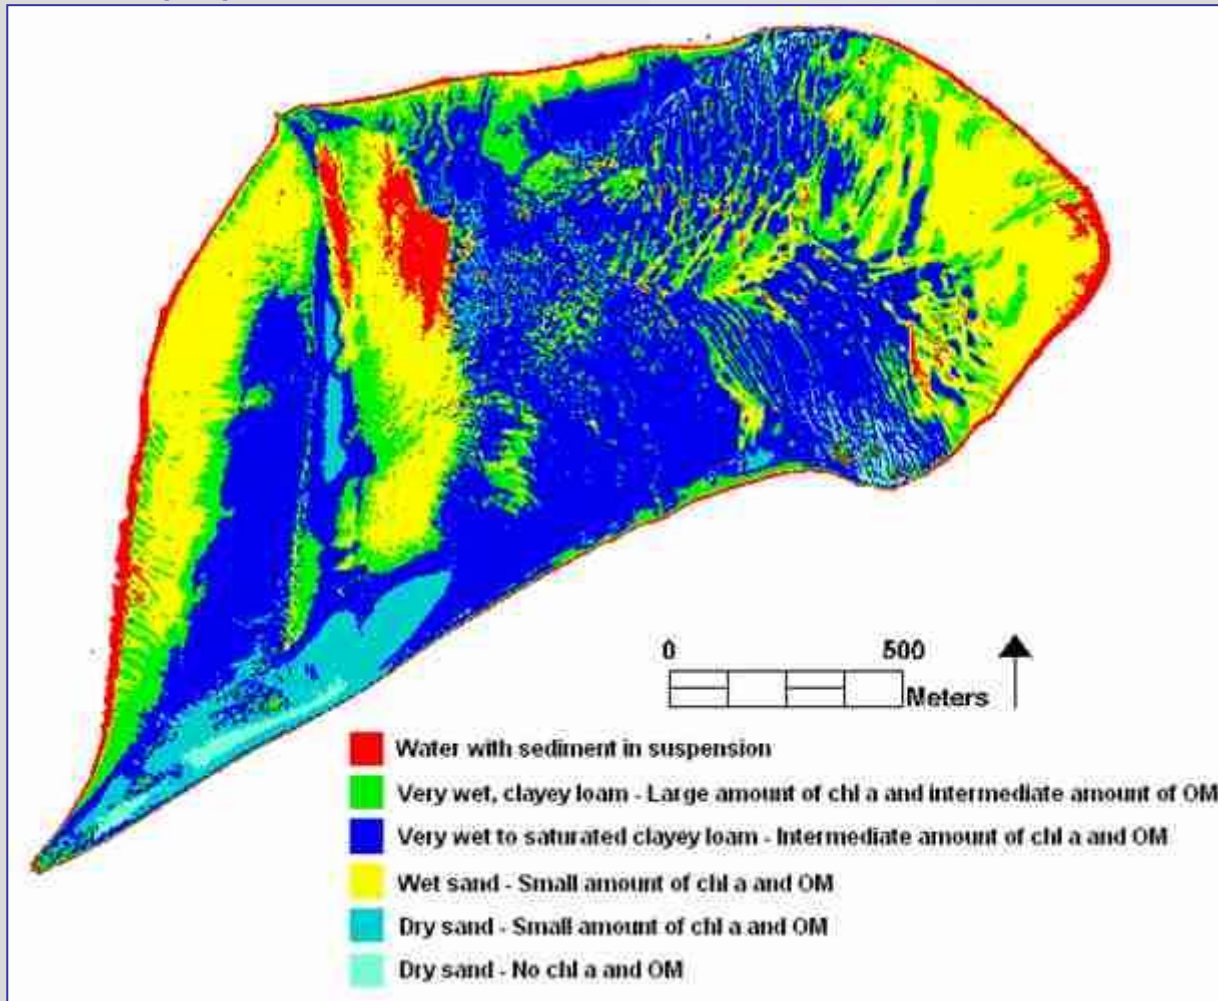 0 500
Meters
Water with sediment in suspension
Very wet, clayey loam - Large amount of chl a and intermediate amount of OM
Very wet to saturated clayey loam - Intermediate amount of chl a and OM
Wet sand - Small amount of chl a and OM
Dry sand - Small amount of chl a and OM
Dry sand - No chl a and OM